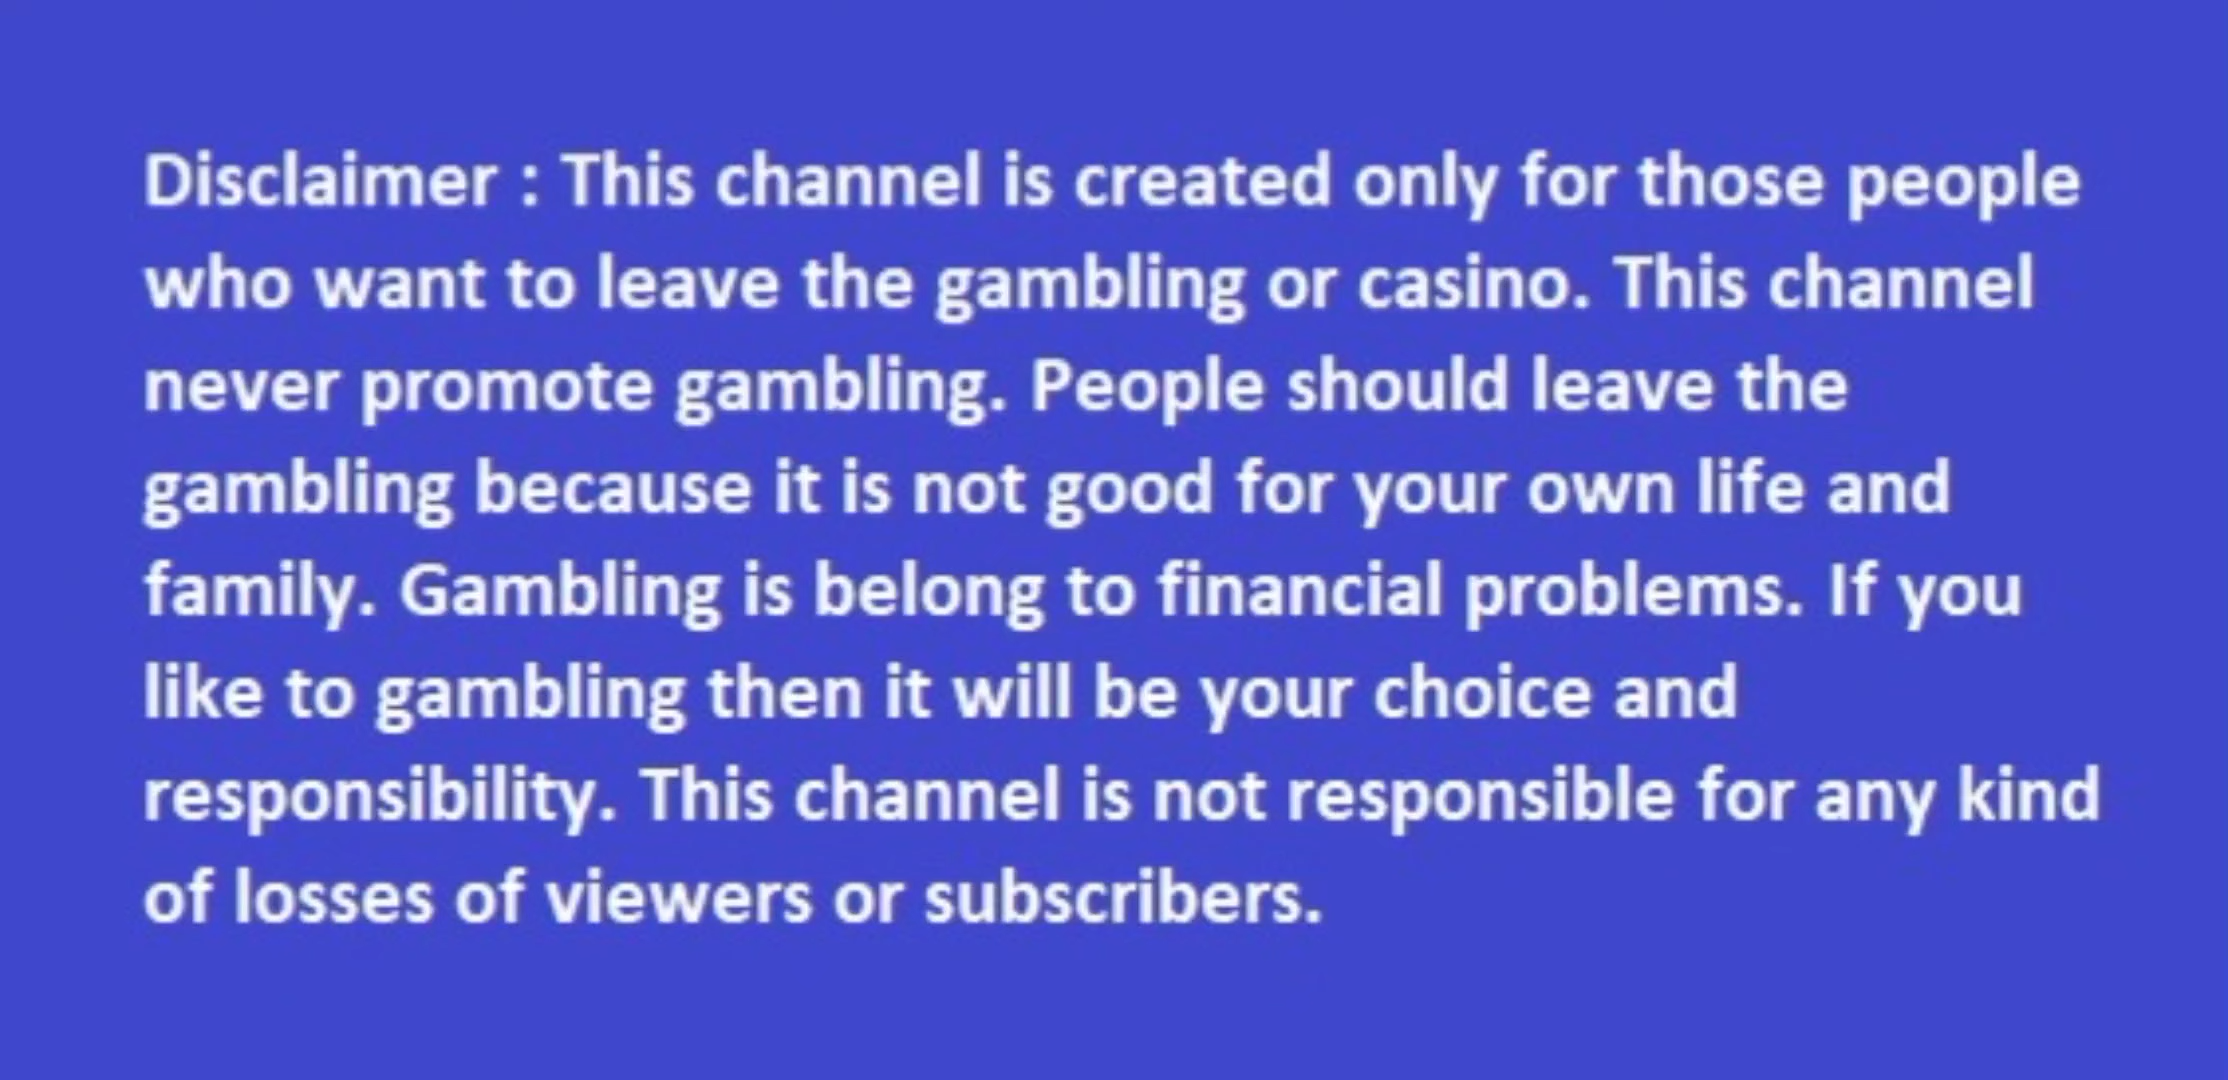 Disclaimer : This channel is created only for those people
who want to leave the gambling or casino. This channel
never promote gambling. People should leave the
gambling because it is not good for your own life and
family. Gambling is belong to financial problems. If you
like to gambling then it will be your choice and
responsibility. This channel is not responsible for any kind
of losses of viewers or subscribers.